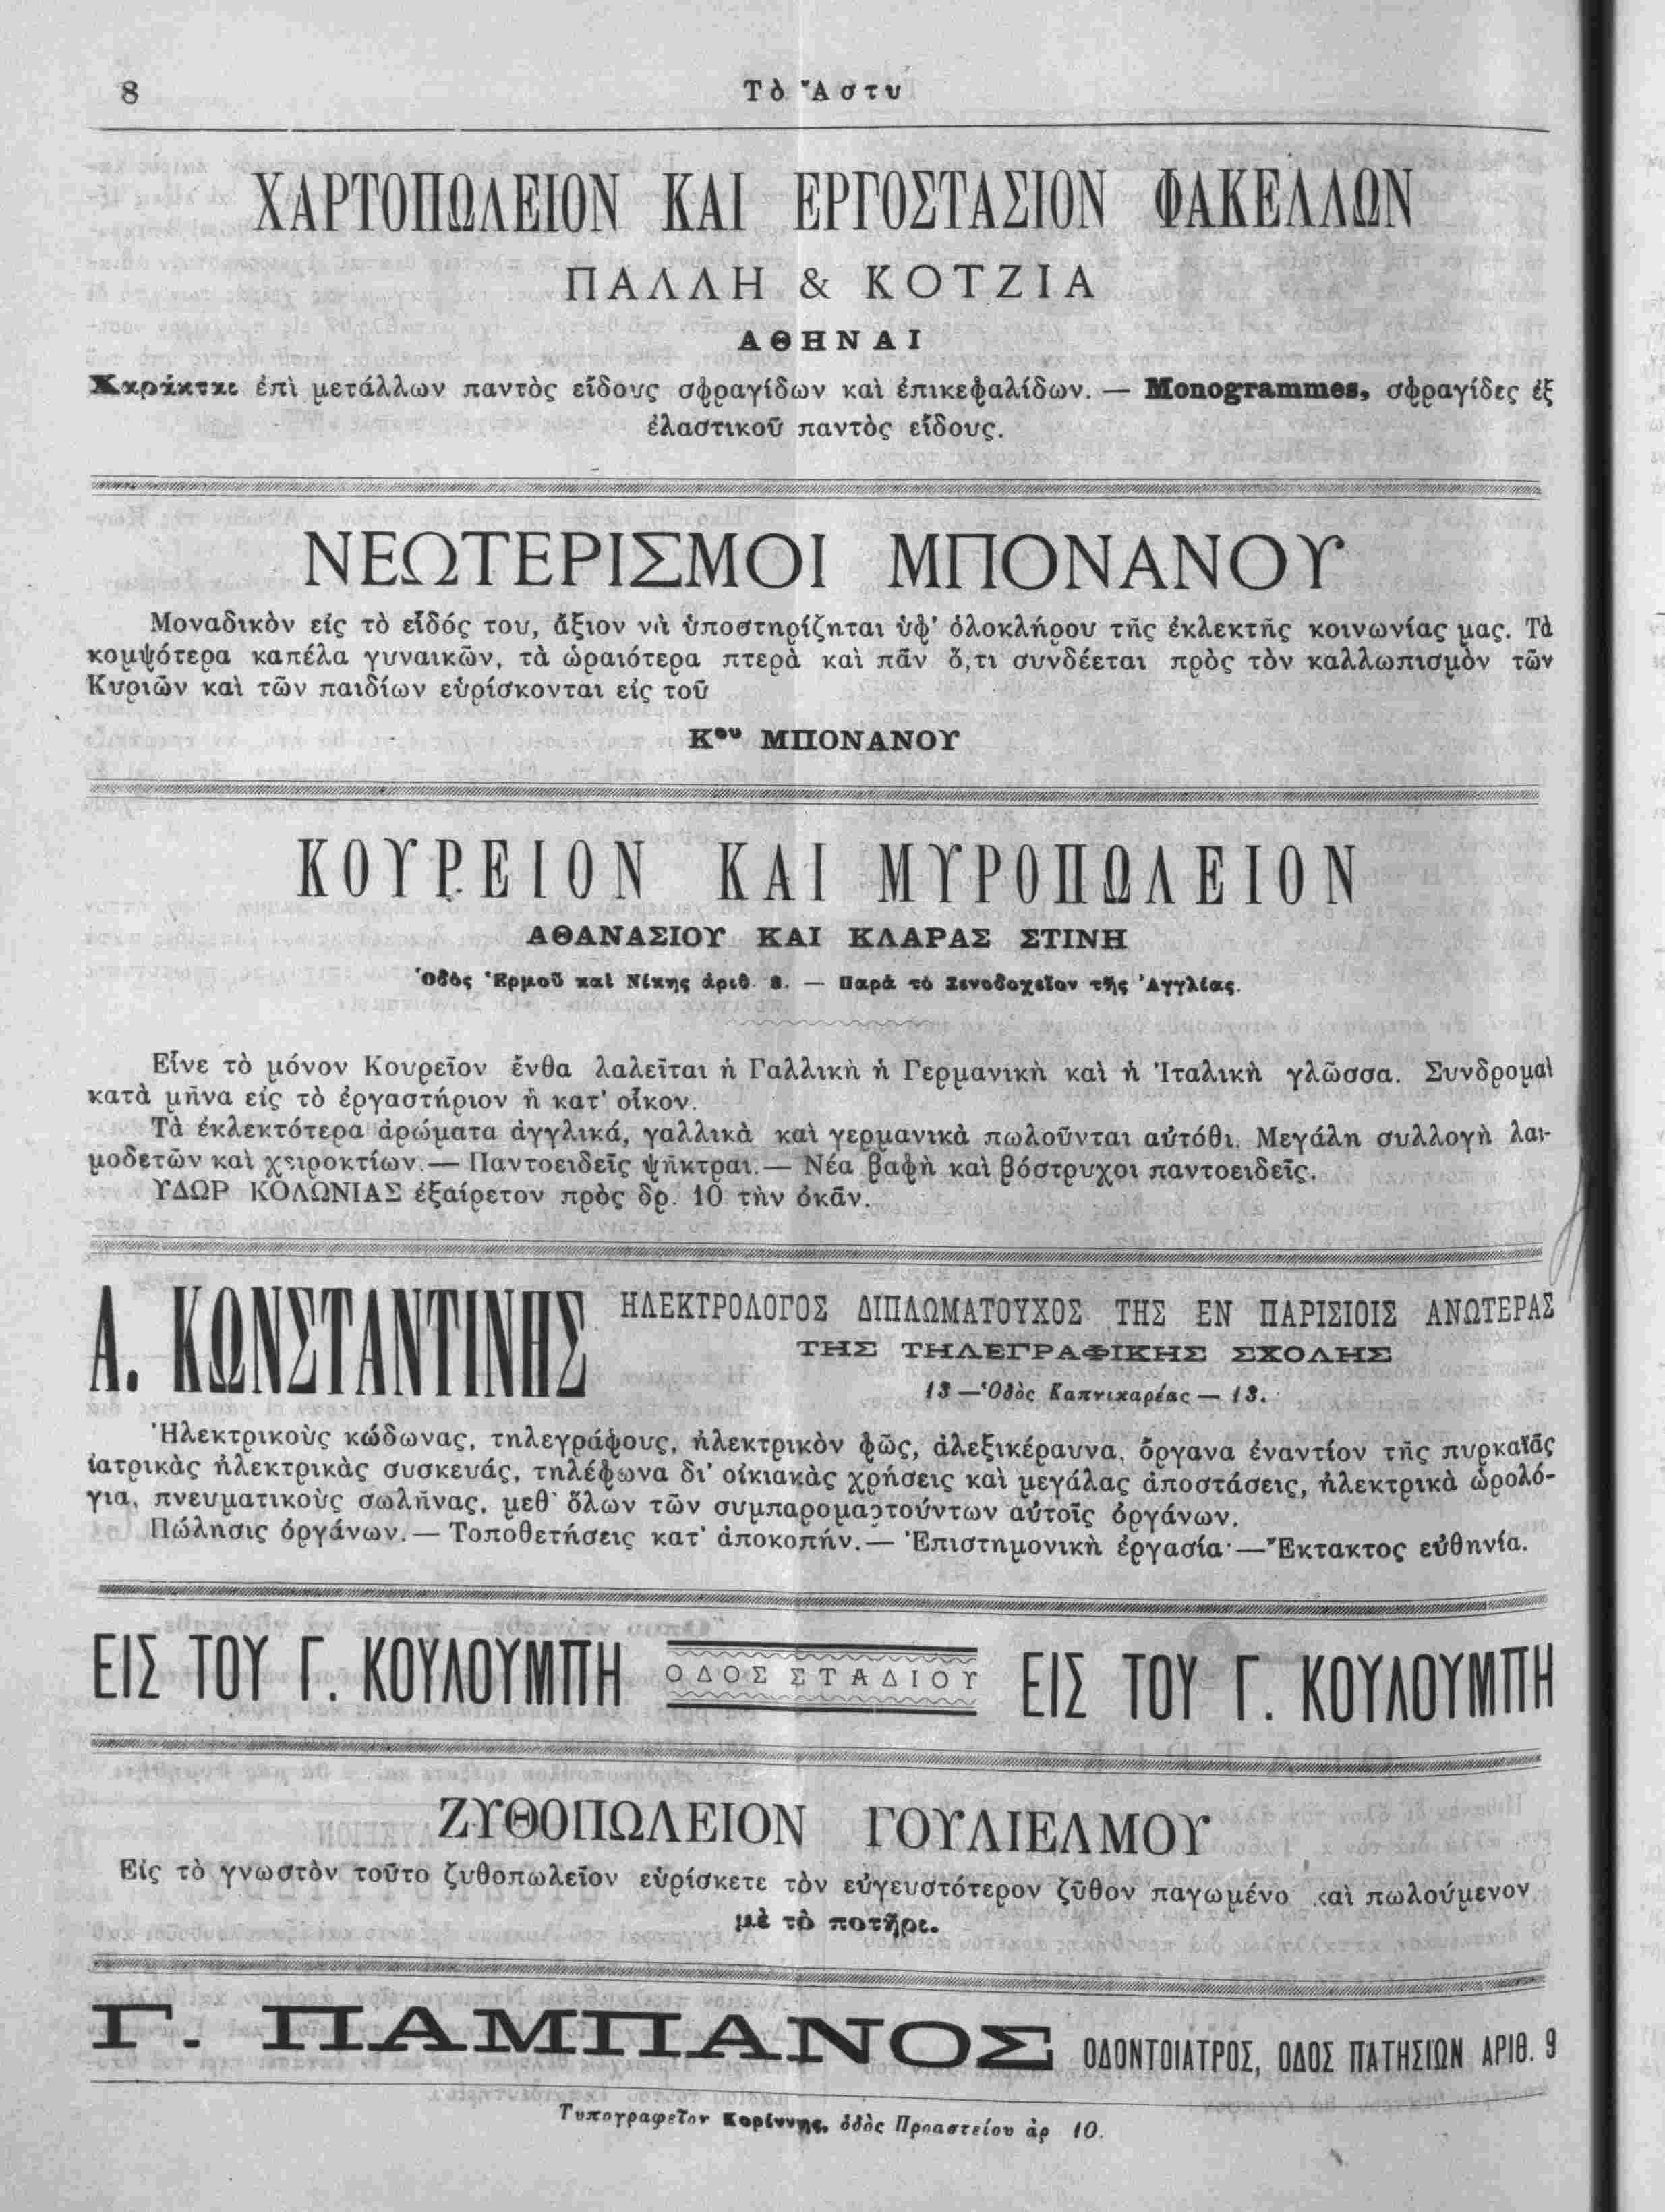 8
Τὸ Ἄστυ
ΧΑΡΤΟΠΩΛΕΙΟΝ ΚΑΙ ΕΡΓΟΣΤΑΣΙΟΝ ΦΑΚΕΛΛΩΝ
ΠΑΛΛΗ & ΚΟΤΖΙΑ
ΑΘΗΝΑΙ
Χαράκται ἐπὶ μετάλλων παντὸς εἴδους σφραγίδων καὶ ἐπικεφαλίδων. — Monogrammes, σφραγίδες ἐξ
ἐλαστικοῦ παντὸς εἴδους.
ΝΕΩΤΕΡΙΣΜΟΙ ΜΠΟΝΑΝΟΥ
Μοναδικὸν εἰς τὸ εἶδός του, ἄξιον νὰ ὑποστηρίζηται ὑφ' ὁλοκλήρου τῆς ἐκλεκτῆς κοινωνίας μας. Τὰ
κομψότερα καπέλα γυναικῶν, τὰ ὡραιότερα πτερὰ καὶ πᾶν ὅ,τι συνδέεται πρὸς τὸν καλλωπισμὸν τῶν
Κυριῶν καὶ τῶν παιδίων εὑρίσκονται εἰς τοῦ
Κου ΜΠΟΝΑΝΟΥ
ΚΟΥΡΕΙΟΝ ΚΑΙ ΜΥΡΟΠΩΛΕΙΟΝ
ΑΘΑΝΑΣΙΟΥ ΚΑΙ ΚΛΑΡΑΣ ΣΤΙΝΗ
Ὁδὸς Ἑρμοῦ καὶ Νίκης ἀριθ. 8. — Παρὰ τὸ Ξενοδοχεῖον τῆς Ἀγγλίας.
Εἶνε τὸ μόνον Κουρεῖον ἔνθα λαλεῖται ἡ Γαλλικὴ ἡ Γερμανικὴ καὶ ἡ Ἰταλικὴ γλῶσσα. Συνδρομαὶ
κατὰ μῆνα εἰς τὸ ἐργαστήριον ἢ κατ' οἶκον.
Τὰ ἐκλεκτότερα ἀρώματα ἀγγλικά, γαλλικὰ καὶ γερμανικὰ πωλοῦνται αὐτόθι. Μεγάλη συλλογὴ λαι-
μοδετῶν καὶ χειροκτίων.— Παντοειδεῖς ψῆκτραι.— Νέα βαφὴ καὶ βόστρυχοι παντοειδεῖς.
ΥΔΩΡ ΚΟΛΩΝΙΑΣ ἐξαίρετον πρὸς δρ. 10 τὴν ὀκᾶν.
Α. ΚΩΝΣΤΑΝΤΙΝΗΣ ΗΛΕΚΤΡΟΛΟΓΟΣ ΔΙΠΛΩΜΑΤΟΥΧΟΣ ΤΗΣ ΕΝ ΠΑΡΙΣΙΟΙΣ ΑΝΩΤΕΡΑΣ
ΤΗΣ ΤΗΛΕΓΡΑΦΙΚΗΣ ΣΧΟΛΗΣ
13 — Ὁδὸς Καπνικαρέας — 13.
Ἠλεκτρικοὺς κώδωνας, τηλεγράφους, ἠλεκτρικὸν φῶς, ἀλεξικέραυνα, ὄργανα ἐναντίον τῆς πυρκαϊᾶς
ἰατρικὰς ἠλεκτρικὰς συσκευάς, τηλέφωνα δι' οἰκιακὰς χρήσεις καὶ μεγάλας ἀποστάσεις, ἠλεκτρικὰ ὡρολό-
για, πνευματικοὺς σωλῆνας, μεθ' ὅλων τῶν συμπαρομαρτούντων αὐτοῖς ὀργάνων.
Πώλησις ὀργάνων.— Τοποθετήσεις κατ' ἀποκοπήν.— Ἐπιστημονικὴ ἐργασία·—Ἔκτακτος εὐθηνία.
ΕΙΣ ΤΟΥ Γ. ΚΟΥΛΟΥΜΠΗ ΟΔΟΣ ΣΤΑΔΙΟΥ ΕΙΣ ΤΟΥ Γ. ΚΟΥΛΟΥΜΠΗ
ΖΥΘΟΠΩΛΕΙΟΝ ΓΟΥΛΙΕΛΜΟΥ
Εἰς τὸ γνωστὸν τοῦτο ζυθοπωλεῖον εὑρίσκετε τὸν εὐγευστότερον ζῦθον παγωμένο καὶ πωλούμενον
μὲ τὸ ποτῆρι.
Γ. ΠΑΜΠΑΝΟΣ ΟΔΟΝΤΟΙΑΤΡΟΣ, ΟΔΟΣ ΠΑΤΗΣΙΩΝ ΑΡΙΘ. 9
Τυπογραφεῖον Κορίννης, ὁδὸς Προαστείου ἀρ 10.